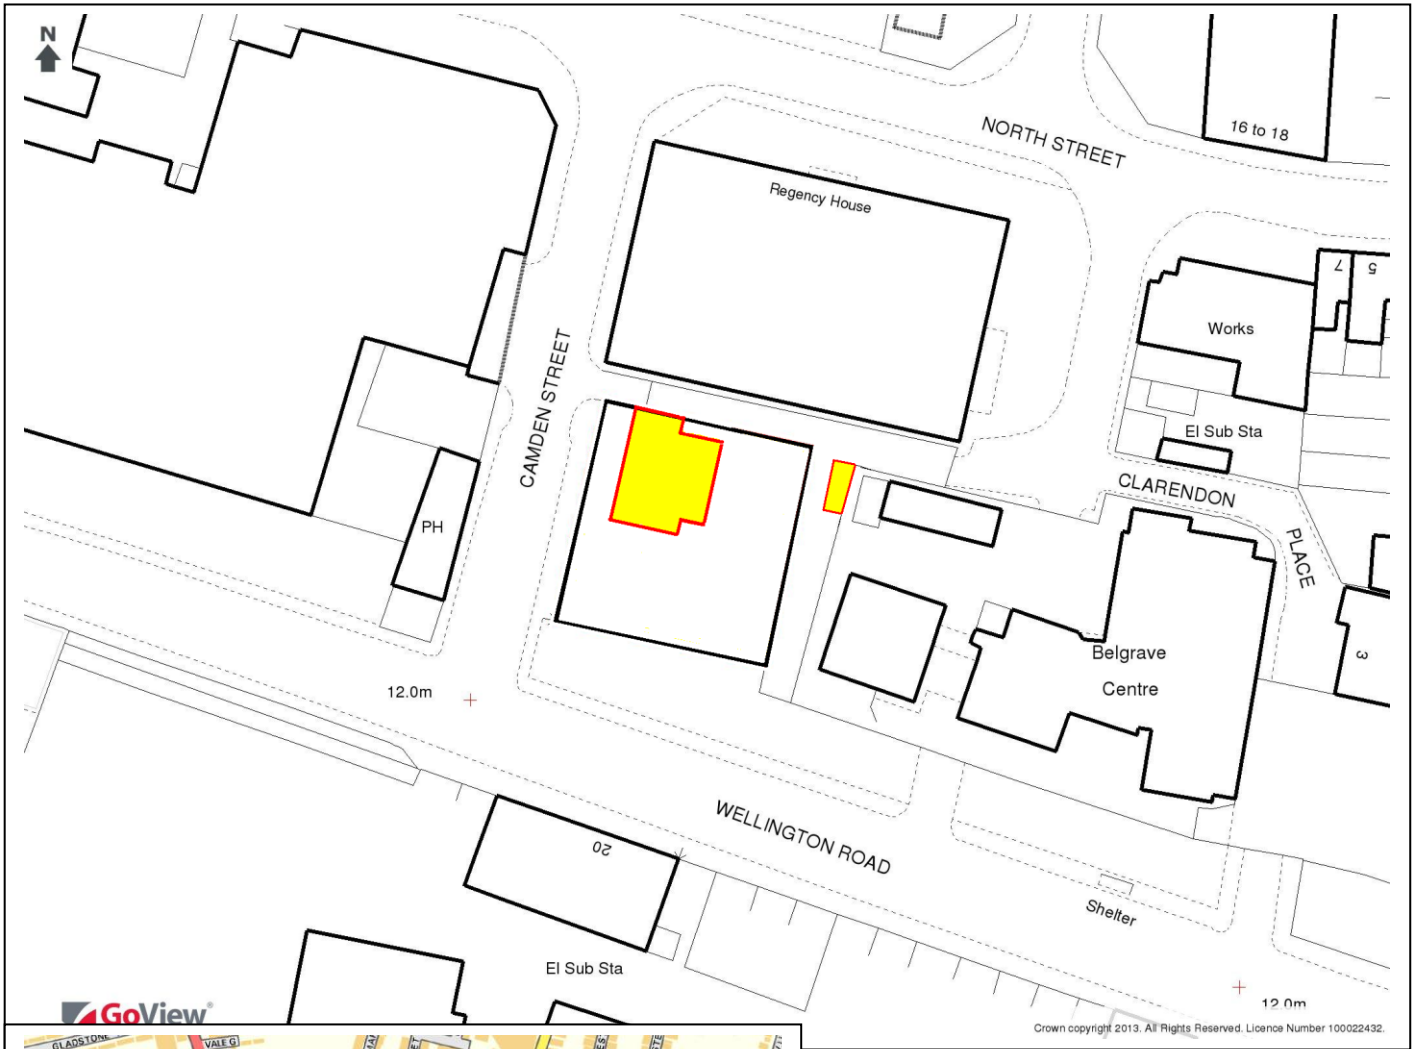 N
NORTH STREET
16 to 18
Regency House
7
5
Works
CAMDEN STREET
El Sub Sta
CLARENDON
PLACE
PH
Belgrave
Centre
3
12.0m
WELLINGTON ROAD
20
Shelter
El Sub Sta
12.0m
GoView®
Crown copyright 2013. All Rights Reserved. Licence Number 100022432.
GLADSTONE
VALE G